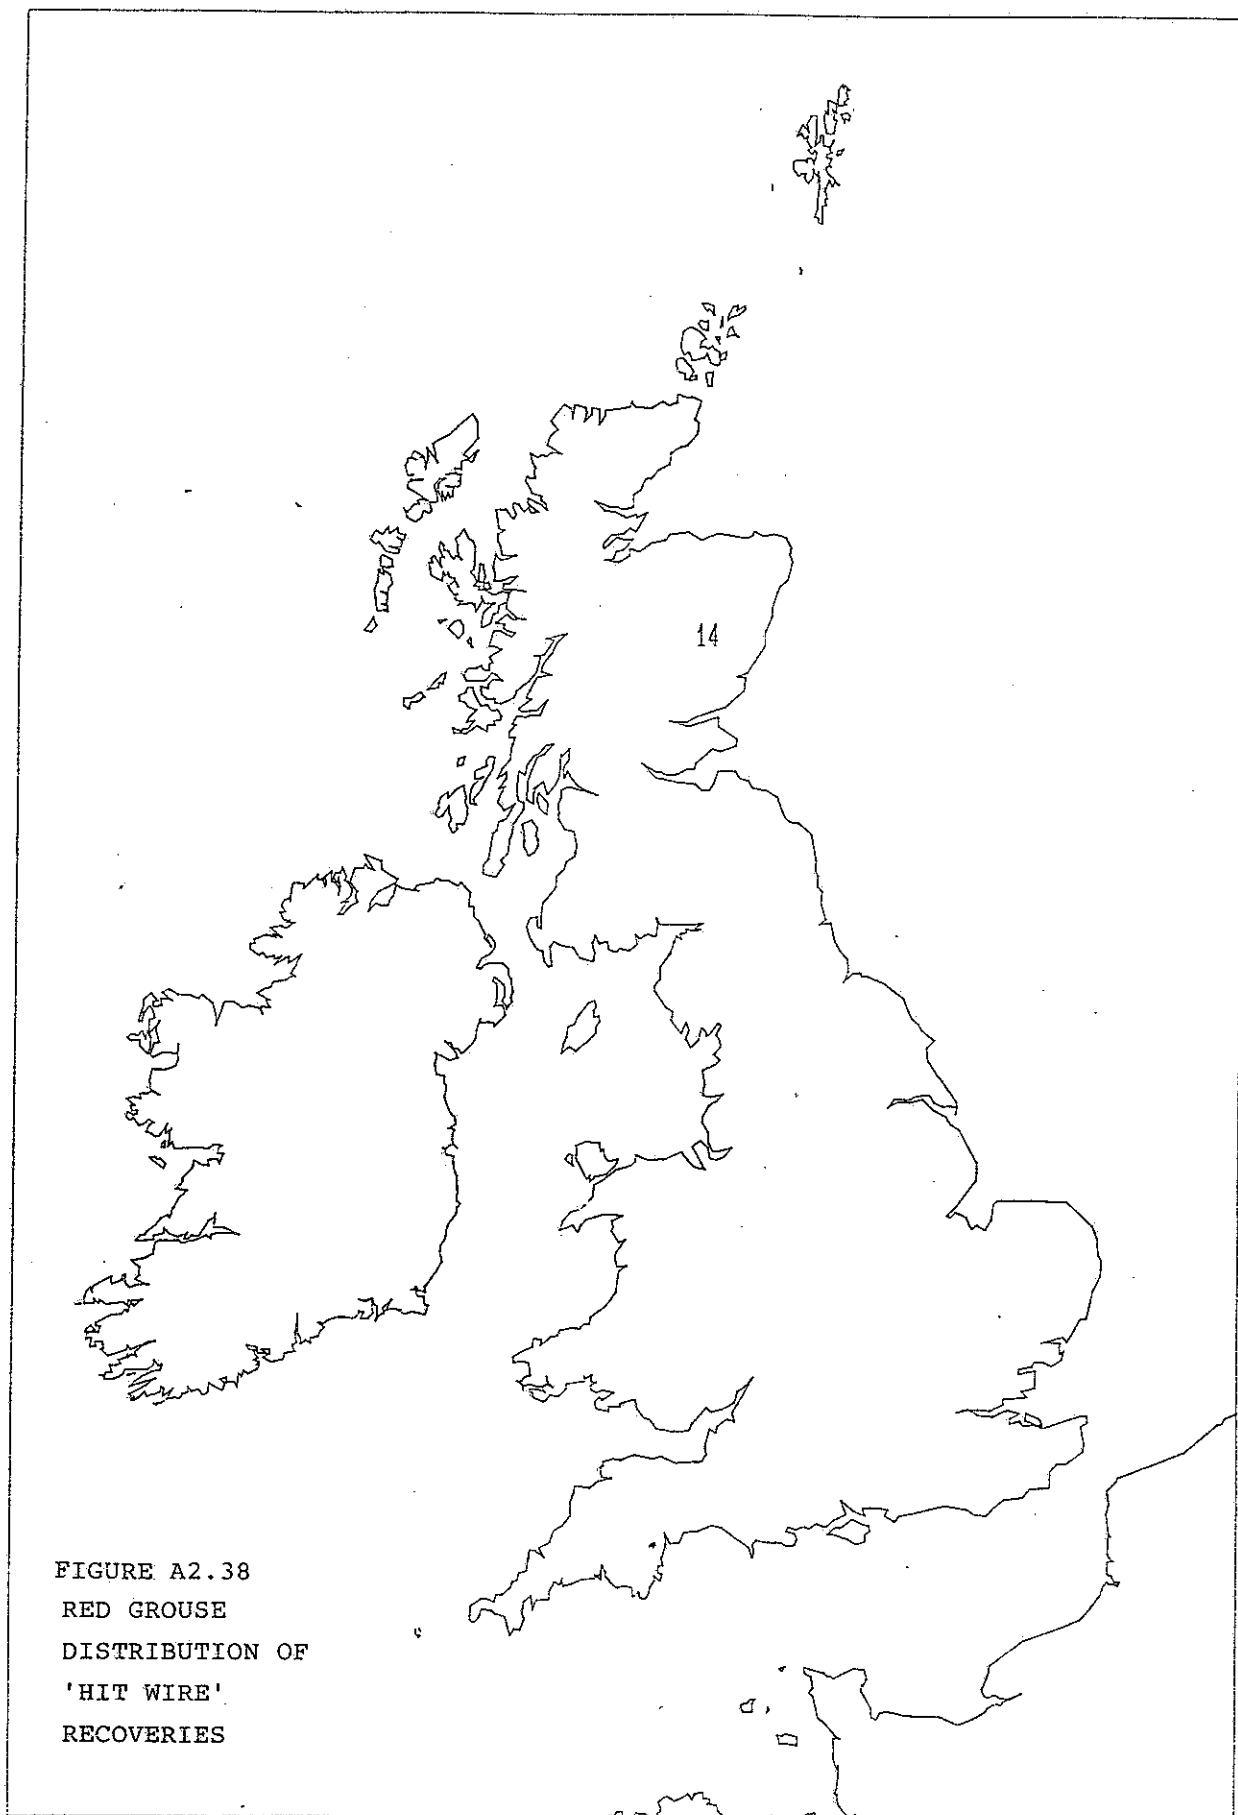 14
FIGURE A2.38
RED GROUSE
DISTRIBUTION OF
'HIT WIRE'
RECOVERIES